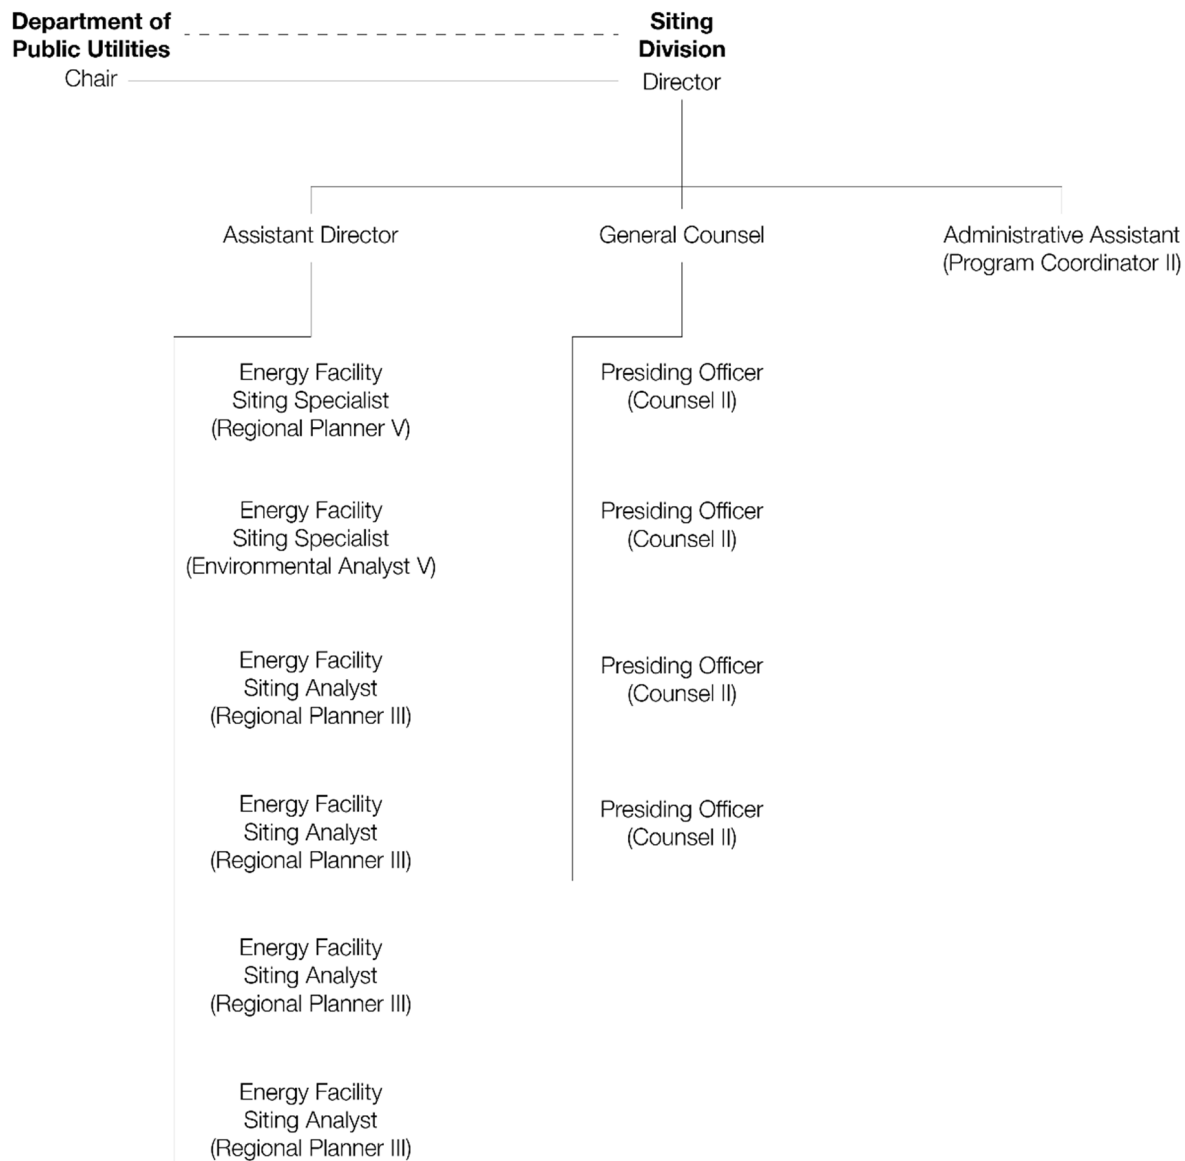 Department of
Public Utilities
Chair
Siting
Division
Director
Assistant Director
General Counsel
Administrative Assistant
(Program Coordinator II)
Energy Facility
Siting Specialist
(Regional Planner V)
Energy Facility
Siting Specialist
(Environmental Analyst V)
Energy Facility
Siting Analyst
(Regional Planner III)
Energy Facility
Siting Analyst
(Regional Planner III)
Energy Facility
Siting Analyst
(Regional Planner III)
Energy Facility
Siting Analyst
(Regional Planner III)
Presiding Officer
(Counsel II)
Presiding Officer
(Counsel II)
Presiding Officer
(Counsel II)
Presiding Officer
(Counsel II)